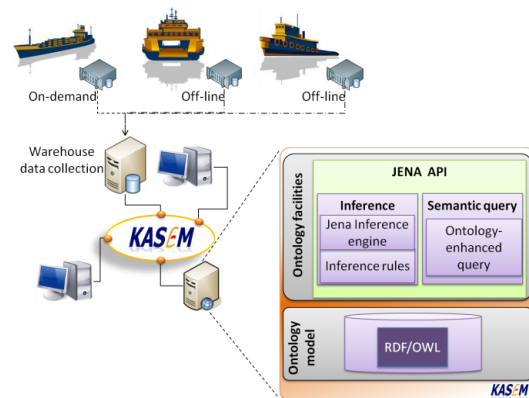 On-demand
Off-line
Off-line
Warehouse
data collection
KASEM
Ontology facilities
JENA API
Inference
Jena Inference
engine
Inference rules
Semantic query
Ontology-
enhanced
query
Ontology
model
RDF/OWL
KASEM